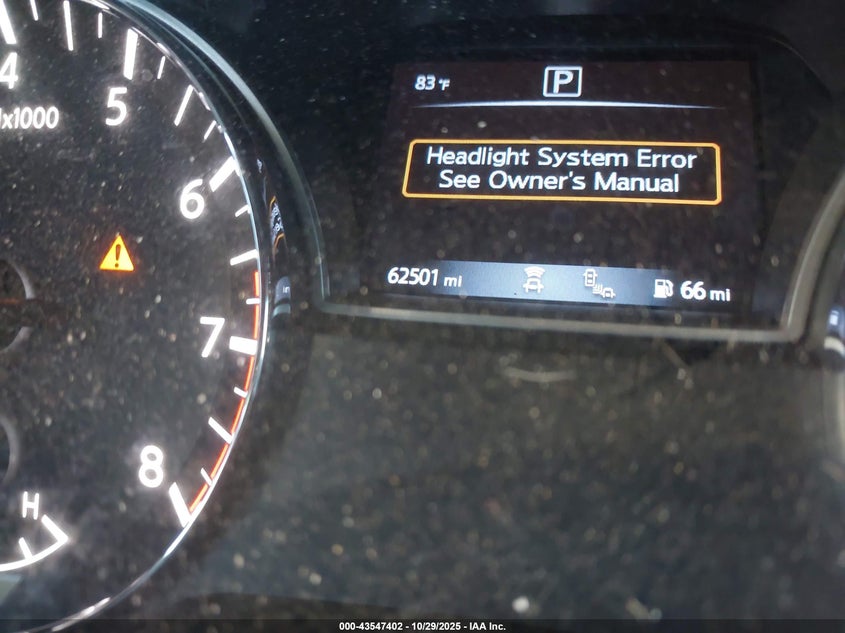 4
5
x1000
6
7
8
H
83°F
P
Headlight System Error
See Owner's Manual
62501 mi
66 mi
000-43547402 - 10/29/2025 - IAA Inc.